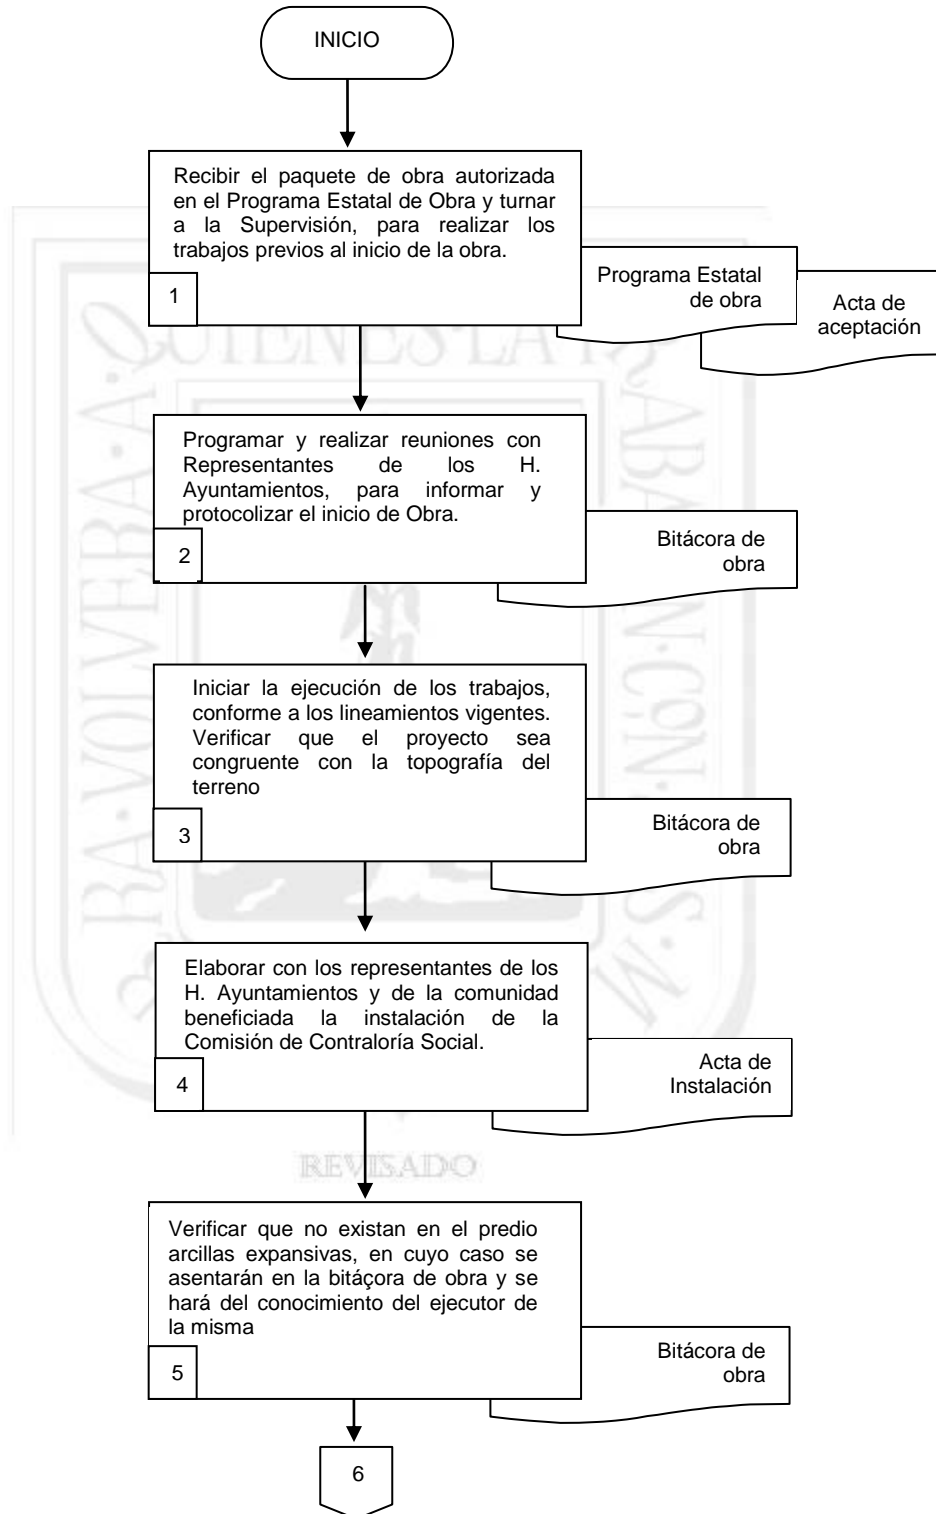 INICIO
Recibir el paquete de obra autorizada
en el Programa Estatal de Obra y turnar
a la Supervisión, para realizar los
trabajos previos al inicio de la obra.
1
Programa Estatal
de obra
Acta de
aceptación
Programar y realizar reuniones con
Representantes de los H.
Ayuntamientos, para informar y
protocolizar el inicio de Obra.
2
Bitácora de
obra
Iniciar la ejecución de los trabajos,
conforme a los lineamientos vigentes.
Verificar que el proyecto sea
congruente con la topografía del
terreno
3
Bitácora de
obra
Elaborar con los representantes de los
H. Ayuntamientos y de la comunidad
beneficiada la instalación de la
Comisión de Contraloría Social.
4
Acta de
Instalación
REVISADO
Verificar que no existan en el predio
arcillas expansivas, en cuyo caso se
asentarán en la bitáçora de obra y se
hará del conocimiento del ejecutor de
la misma
5
Bitácora de
obra
6